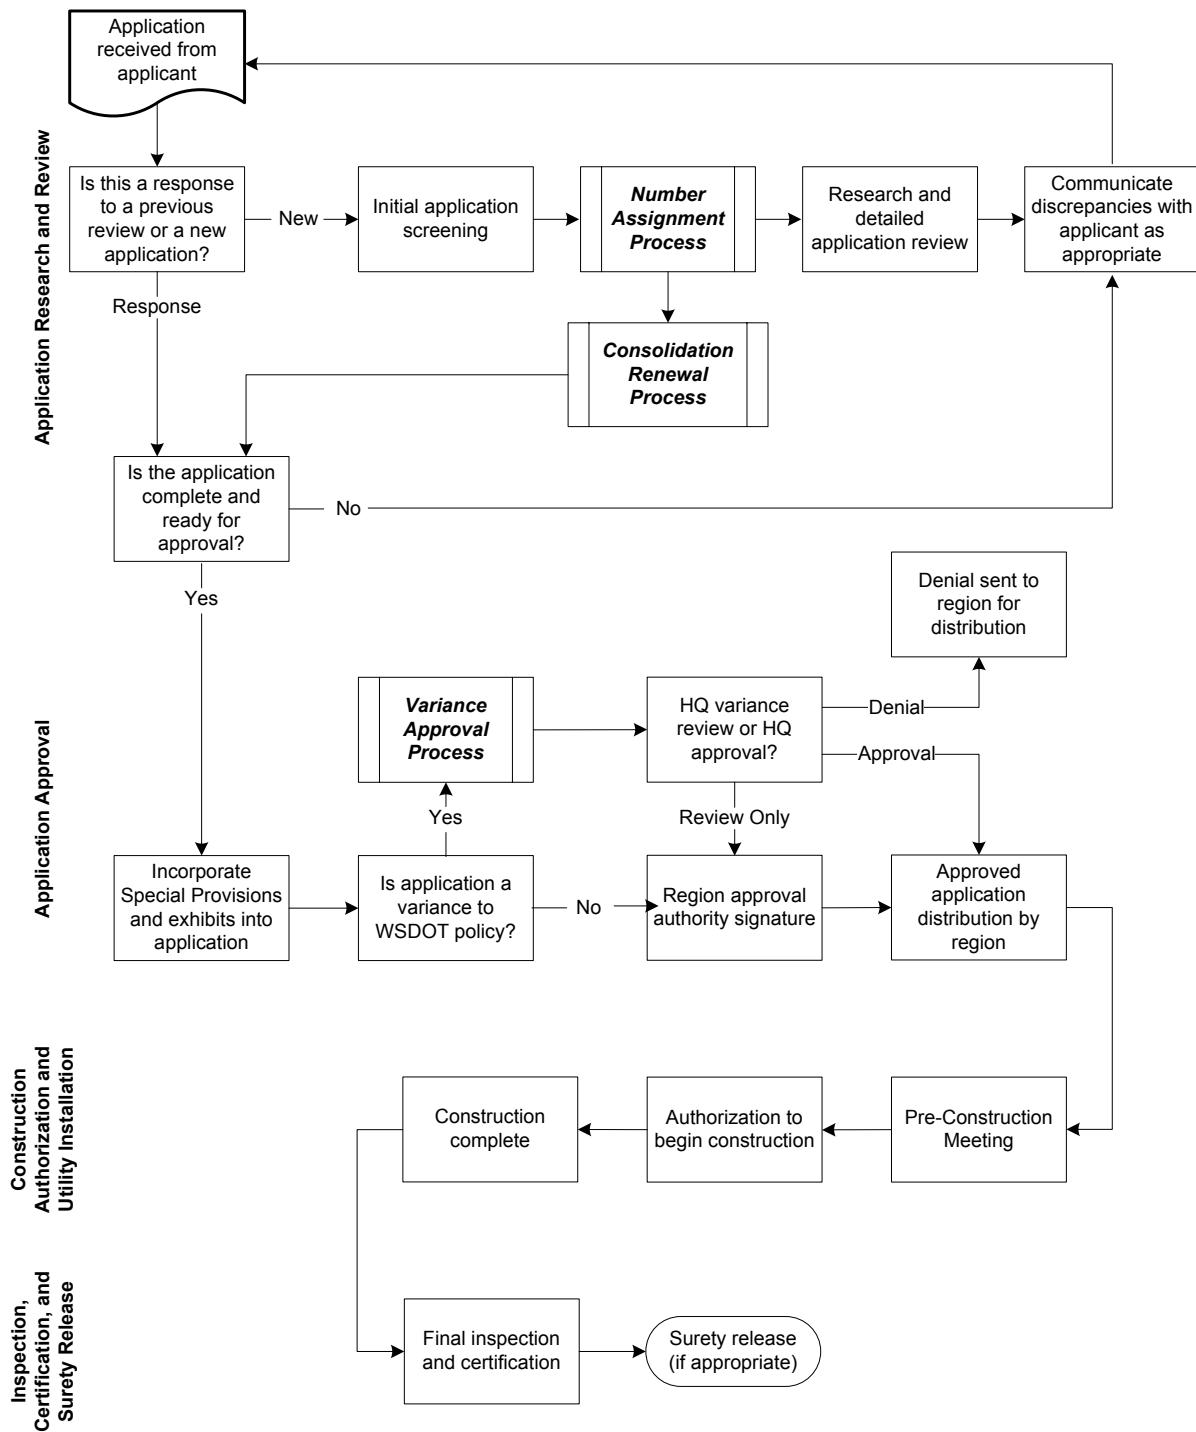 Application
received from
applicant
Application Research and Review
Is this a response
to a previous
review or a new
application?
New
Initial application
screening
Number
Assignment
Process
Research and
detailed
application review
Communicate
discrepancies with
applicant as
appropriate
Response
Consolidation
Renewal
Process
Is the application
complete and
ready for
approval?
No
Yes
Denial sent to
region for
distribution
Application Approval
Variance
Approval
Process
HQ variance
review or HQ
approval?
Denial
Approval
Yes
Review Only
Incorporate
Special Provisions
and exhibits into
application
Is application a
variance to
WSDOT policy?
No
Region approval
authority signature
Approved
application
distribution by
region
Construction
Authorization and
Utility Installation
Construction
complete
Authorization to
begin construction
Pre-Construction
Meeting
Inspection,
Certification, and
Surety Release
Final inspection
and certification
Surety release
(if appropriate)